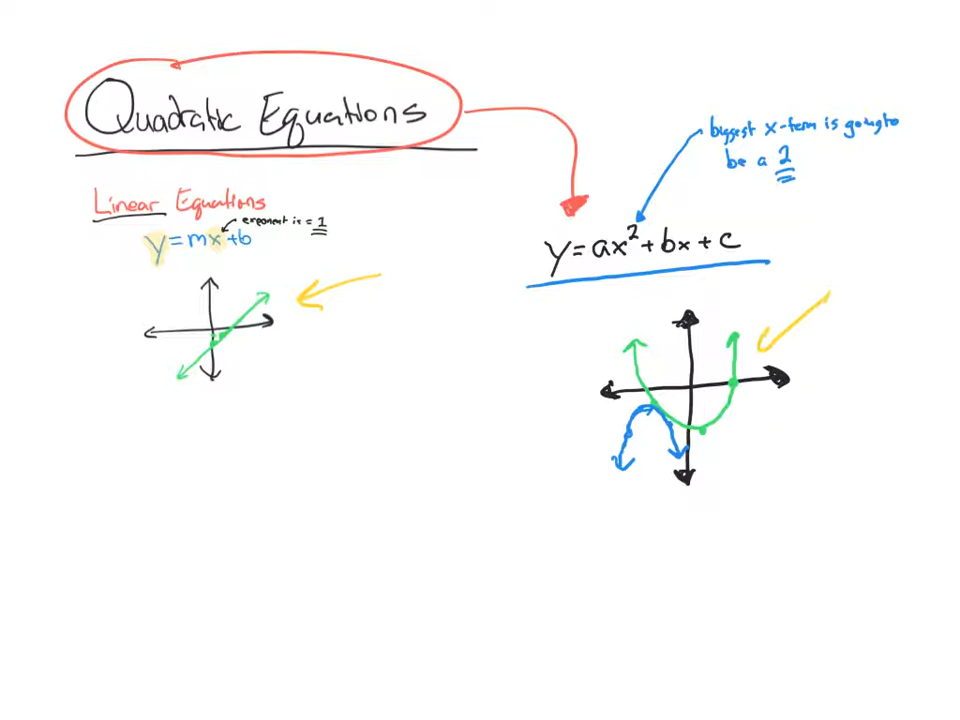 Quadratic Equations
biggest x-term is going to
be a 2
Linear Equations
exponent is = 1
y = mx + b
y = ax² + bx + c